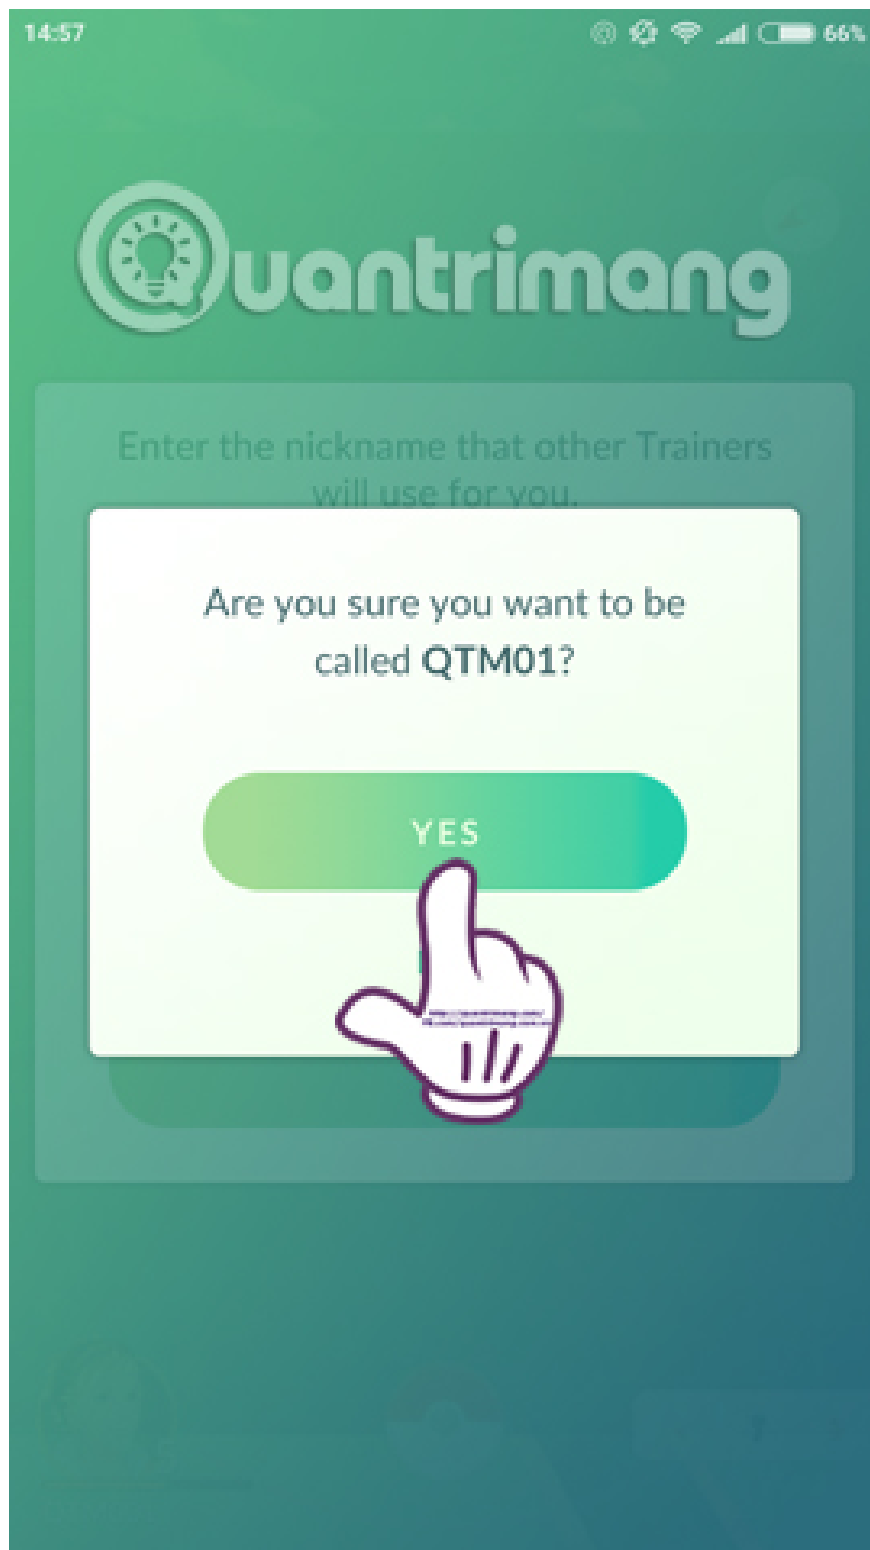 14:57
66%
Quantrimang
Enter the nickname that other Trainers
will use for you.
Are you sure you want to be
called QTM01?
YES